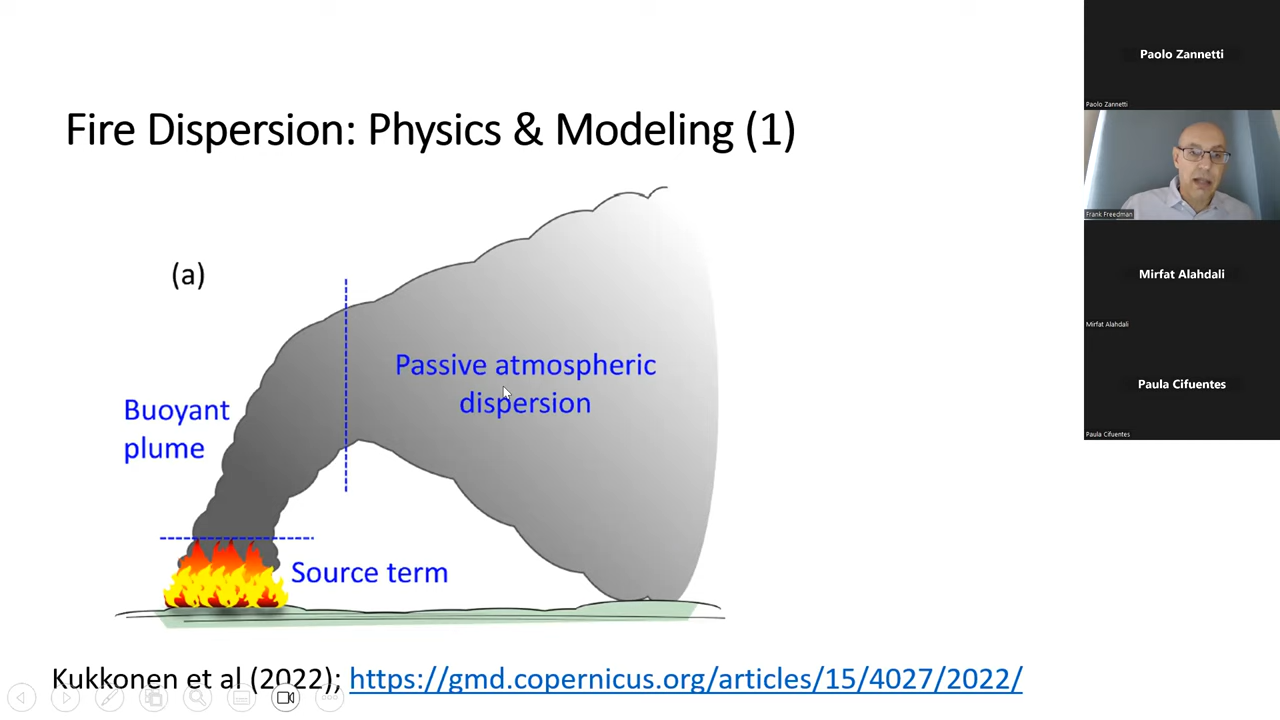 Fire Dispersion: Physics & Modeling (1)
(a)
Passive atmospheric
dispersion
Buoyant
plume
Source term
Kukkonen et al (2022); https://gmd.copernicus.org/articles/15/4027/2022/
Paolo Zannetti
Paolo Zannetti
Frank Freedman
Mirfat Alahdali
Mirfat Alahdali
Paula Cifuentes
Paula Cifuentes